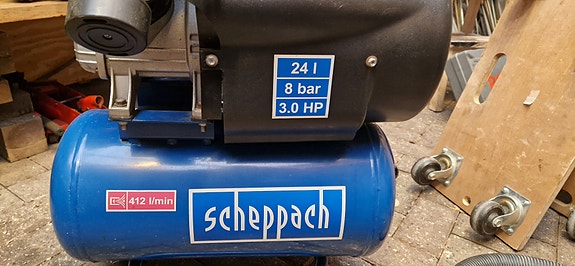 24 l
8 bar
3.0 HP
412 l/min
scheppach